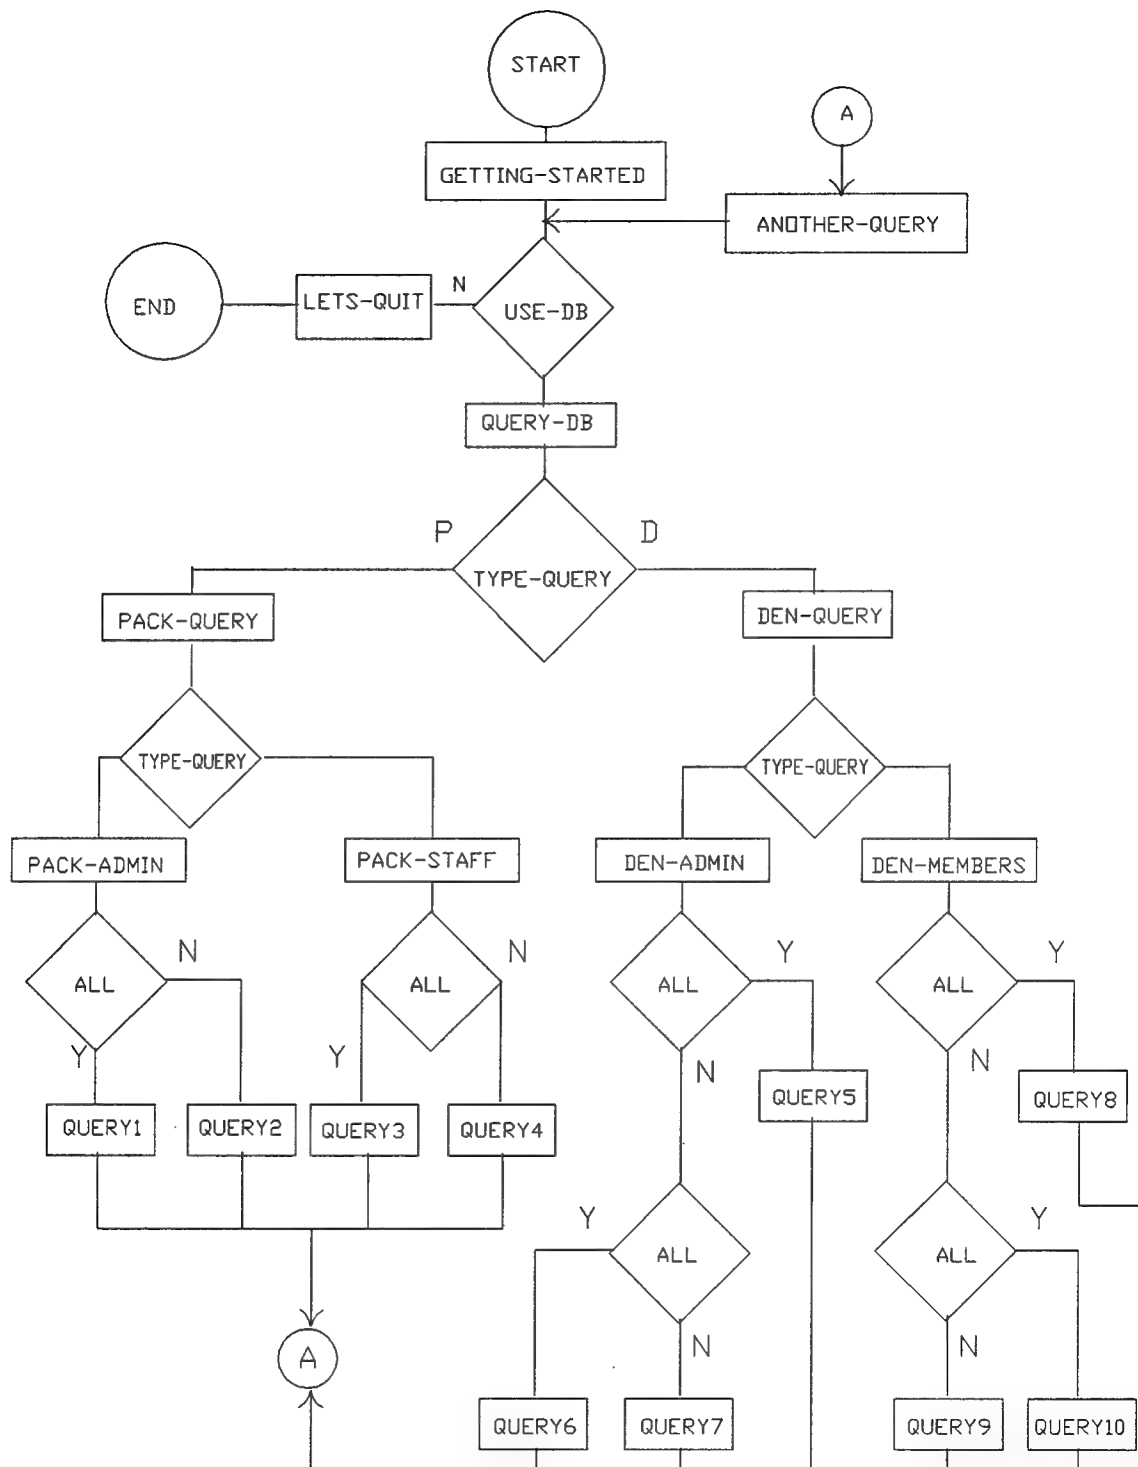 START
A
GETTING-STARTED
ANOTHER-QUERY
N
END
LETS-QUIT
USE-DB
QUERY-DB
P
D
TYPE-QUERY
PACK-QUERY
DEN-QUERY
TYPE-QUERY
TYPE-QUERY
PACK-ADMIN
PACK-STAFF
DEN-ADMIN
DEN-MEMBERS
N
N
Y
Y
ALL
ALL
ALL
ALL
Y
Y
N
N
QUERY1
QUERY2
QUERY3
QUERY4
QUERY5
QUERY8
Y
Y
ALL
ALL
A
N
N
QUERY6
QUERY7
QUERY9
QUERY10